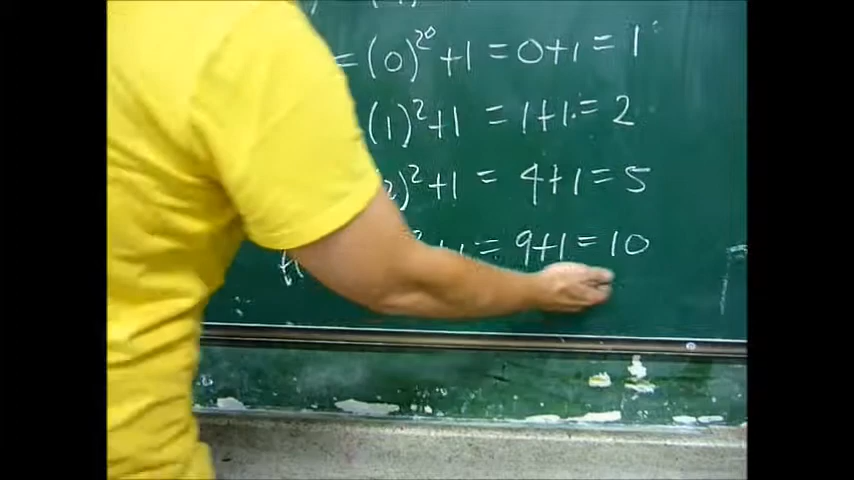 =(0)²⁰+1 =0+1 = 1
(1)²+1 = 1+1 = 2
2)²+1 = 4+1 = 5
= 9+1 = 10